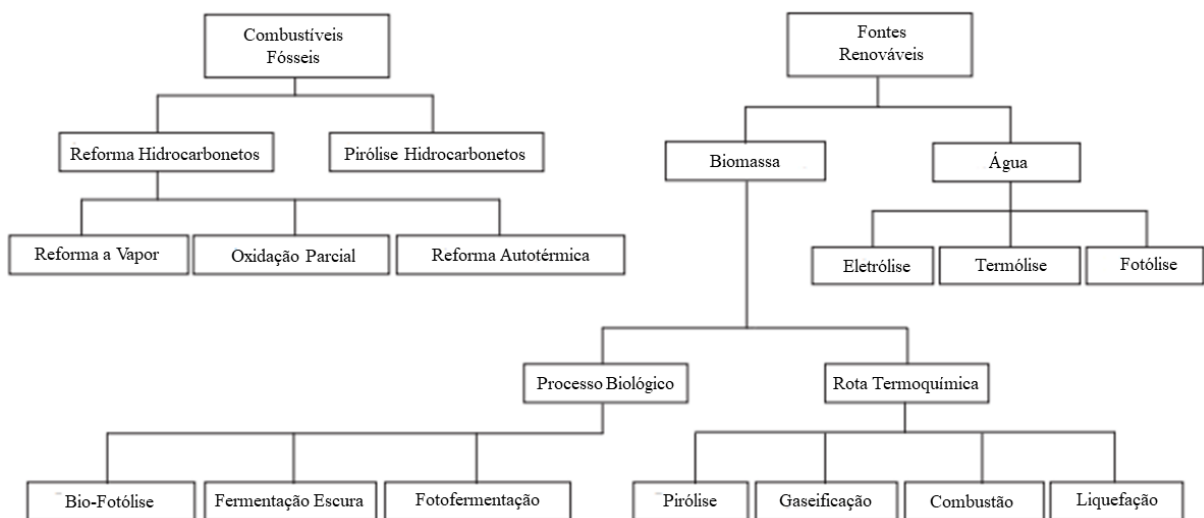 Combustíveis
Fósseis
Fontes
Renováveis
Reforma Hidrocarbonetos
Pirólise Hidrocarbonetos
Biomassa
Água
Reforma a Vapor
Oxidação Parcial
Reforma Autotérmica
Eletrólise
Termólise
Fotólise
Processo Biológico
Rota Termoquímica
Bio-Fotólise
Fermentação Escura
Fotofermentação
Pirólise
Gaseificação
Combustão
Liquefação